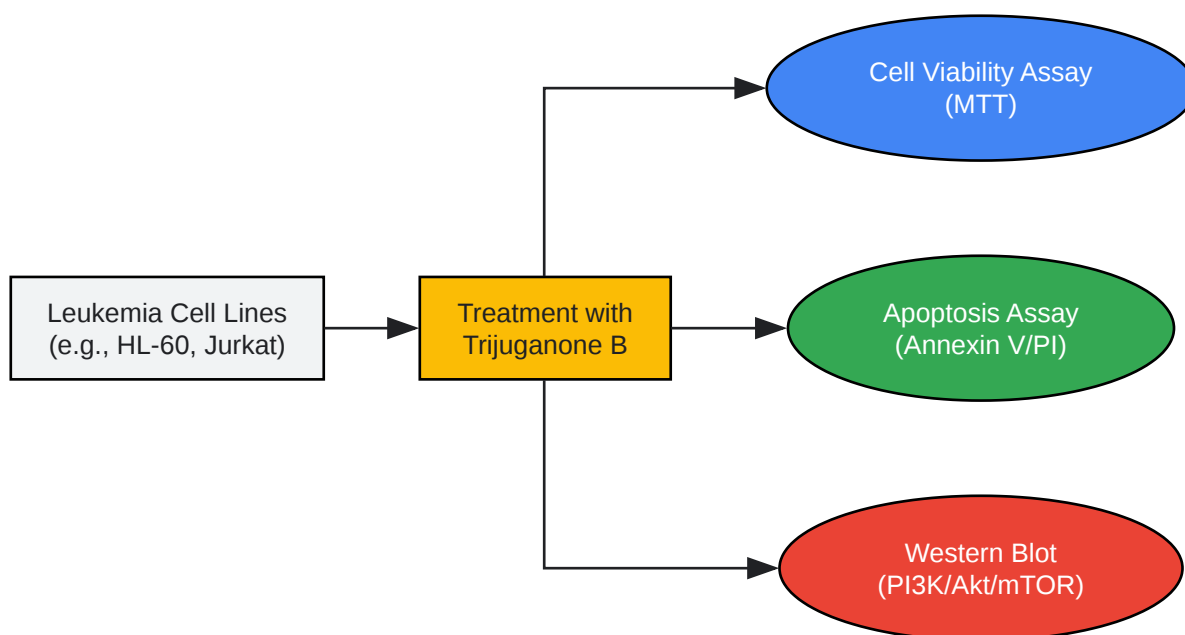 Cell Viability Assay
(MTT)
Leukemia Cell Lines
(e.g., HL-60, Jurkat)
Treatment with
Trijuganone B
Apoptosis Assay
(Annexin V/PI)
Western Blot
(PI3K/Akt/mTOR)